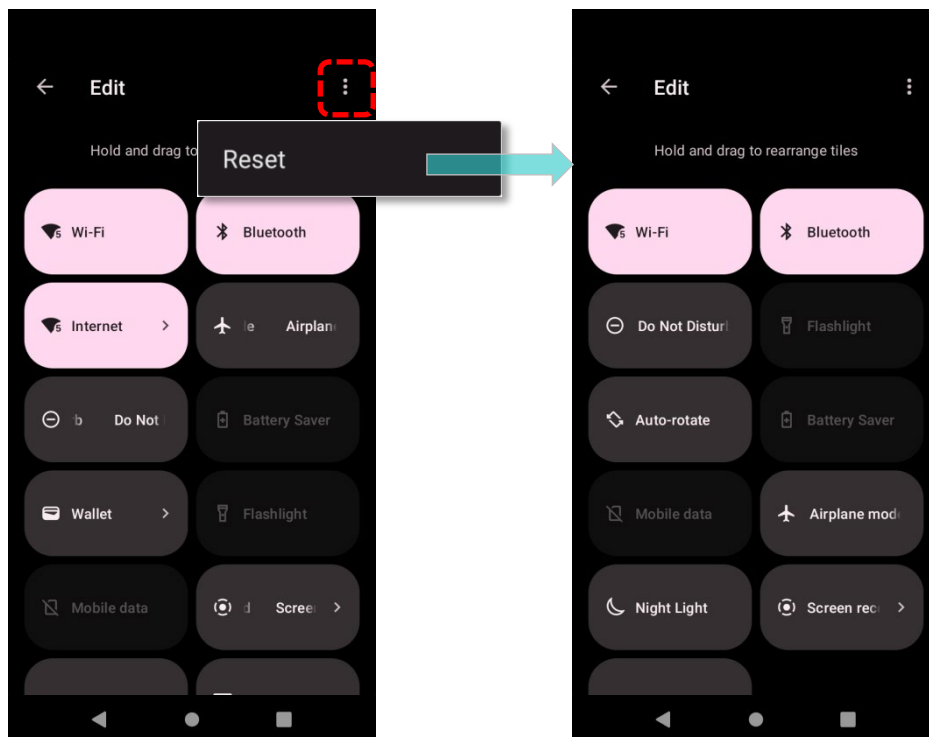 Edit
Hold and drag to
Reset
Wi-Fi
Bluetooth
Internet
Airplan
Do Not
Battery Saver
Wallet
Flashlight
Mobile data
Scree
Edit
Hold and drag to rearrange tiles
Wi-Fi
Bluetooth
Do Not Distur
Flashlight
Auto-rotate
Battery Saver
Mobile data
Airplane mod
Night Light
Screen rec